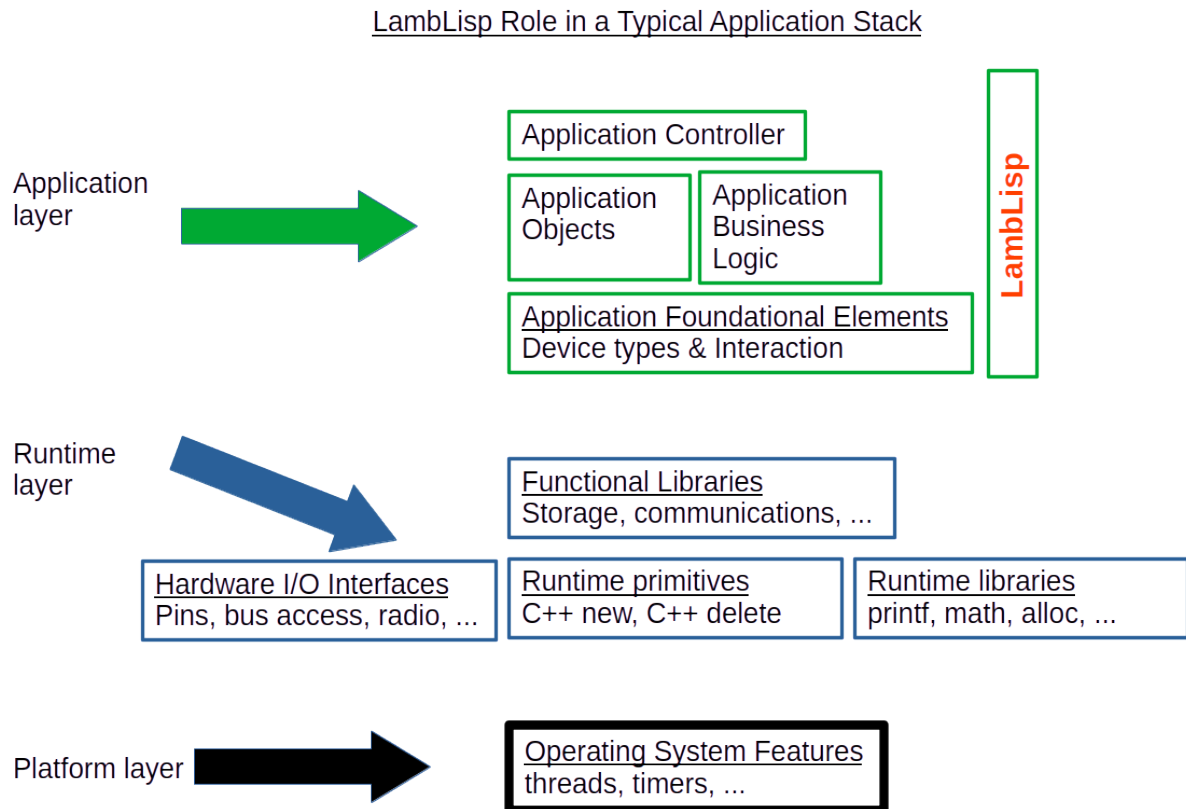 LambLisp Role in a Typical Application Stack
Application
layer
Application Controller
Application
Objects
Application
Business
Logic
Application Foundational Elements
Device types & Interaction
LambLisp
Runtime
layer
Functional Libraries
Storage, communications, ...
Hardware I/O Interfaces
Pins, bus access, radio, ...
Runtime primitives
C++ new, C++ delete
Runtime libraries
printf, math, alloc, ...
Platform layer
Operating System Features
threads, timers, ...